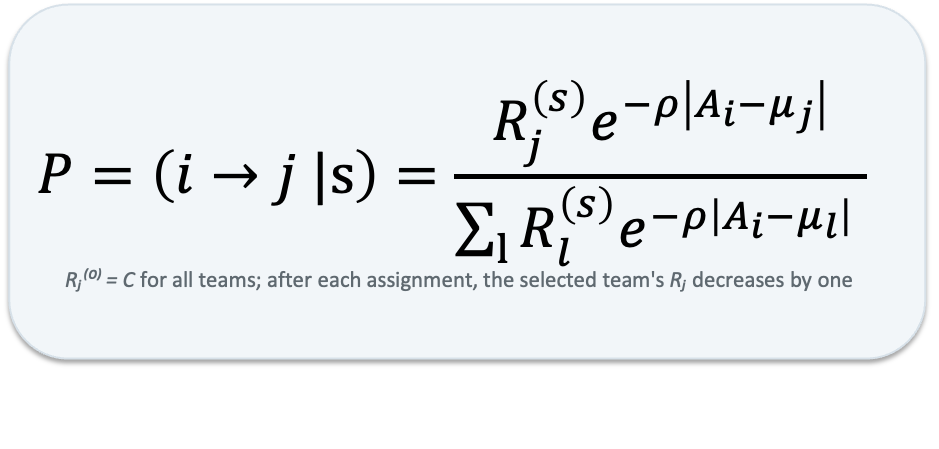 P = (i → j |s) = \frac{R_j^{(s)} e^{-ρ|A_i−μ_j|}}{∑_l R_l^{(s)} e^{-ρ|A_i−μ_l|}}
R_j^{(o)} = C for all teams; after each assignment, the selected team's R_j decreases by one